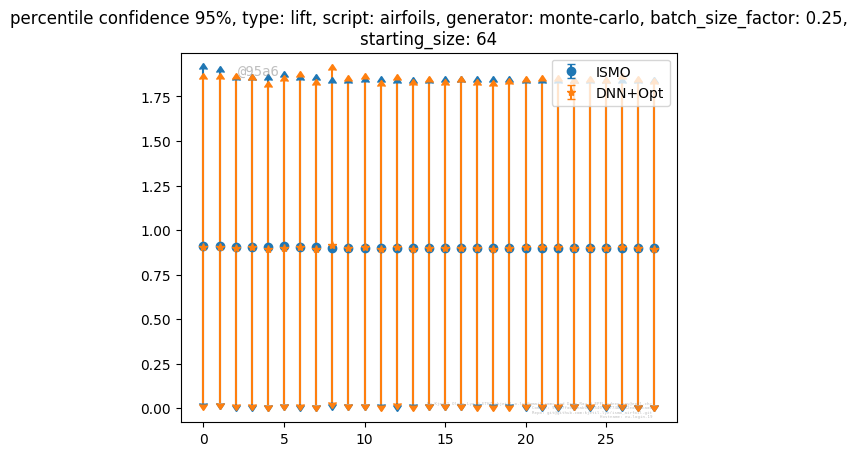 percentile confidence 95%, type: lift, script: airfoils, generator: monte-carlo, batch_size_factor: 0.25,
starting_size: 64
@95a6
ISMO
DNN+Opt
1.75
1.50
1.25
1.00
0.75
0.50
0.25
0.00
0 5 10 15 20 25